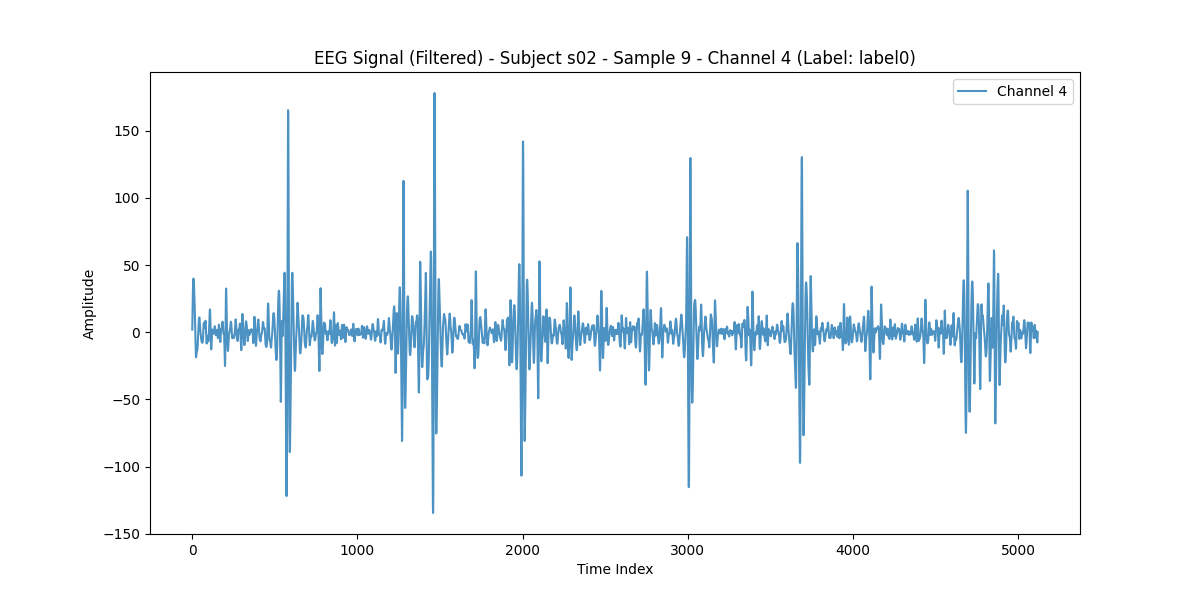 EEG Signal (Filtered) - Subject s02 - Sample 9 - Channel 4 (Label: label0)
Channel 4
150
100
50
0
−50
−100
−150
Amplitude
0 1000 2000 3000 4000 5000
Time Index